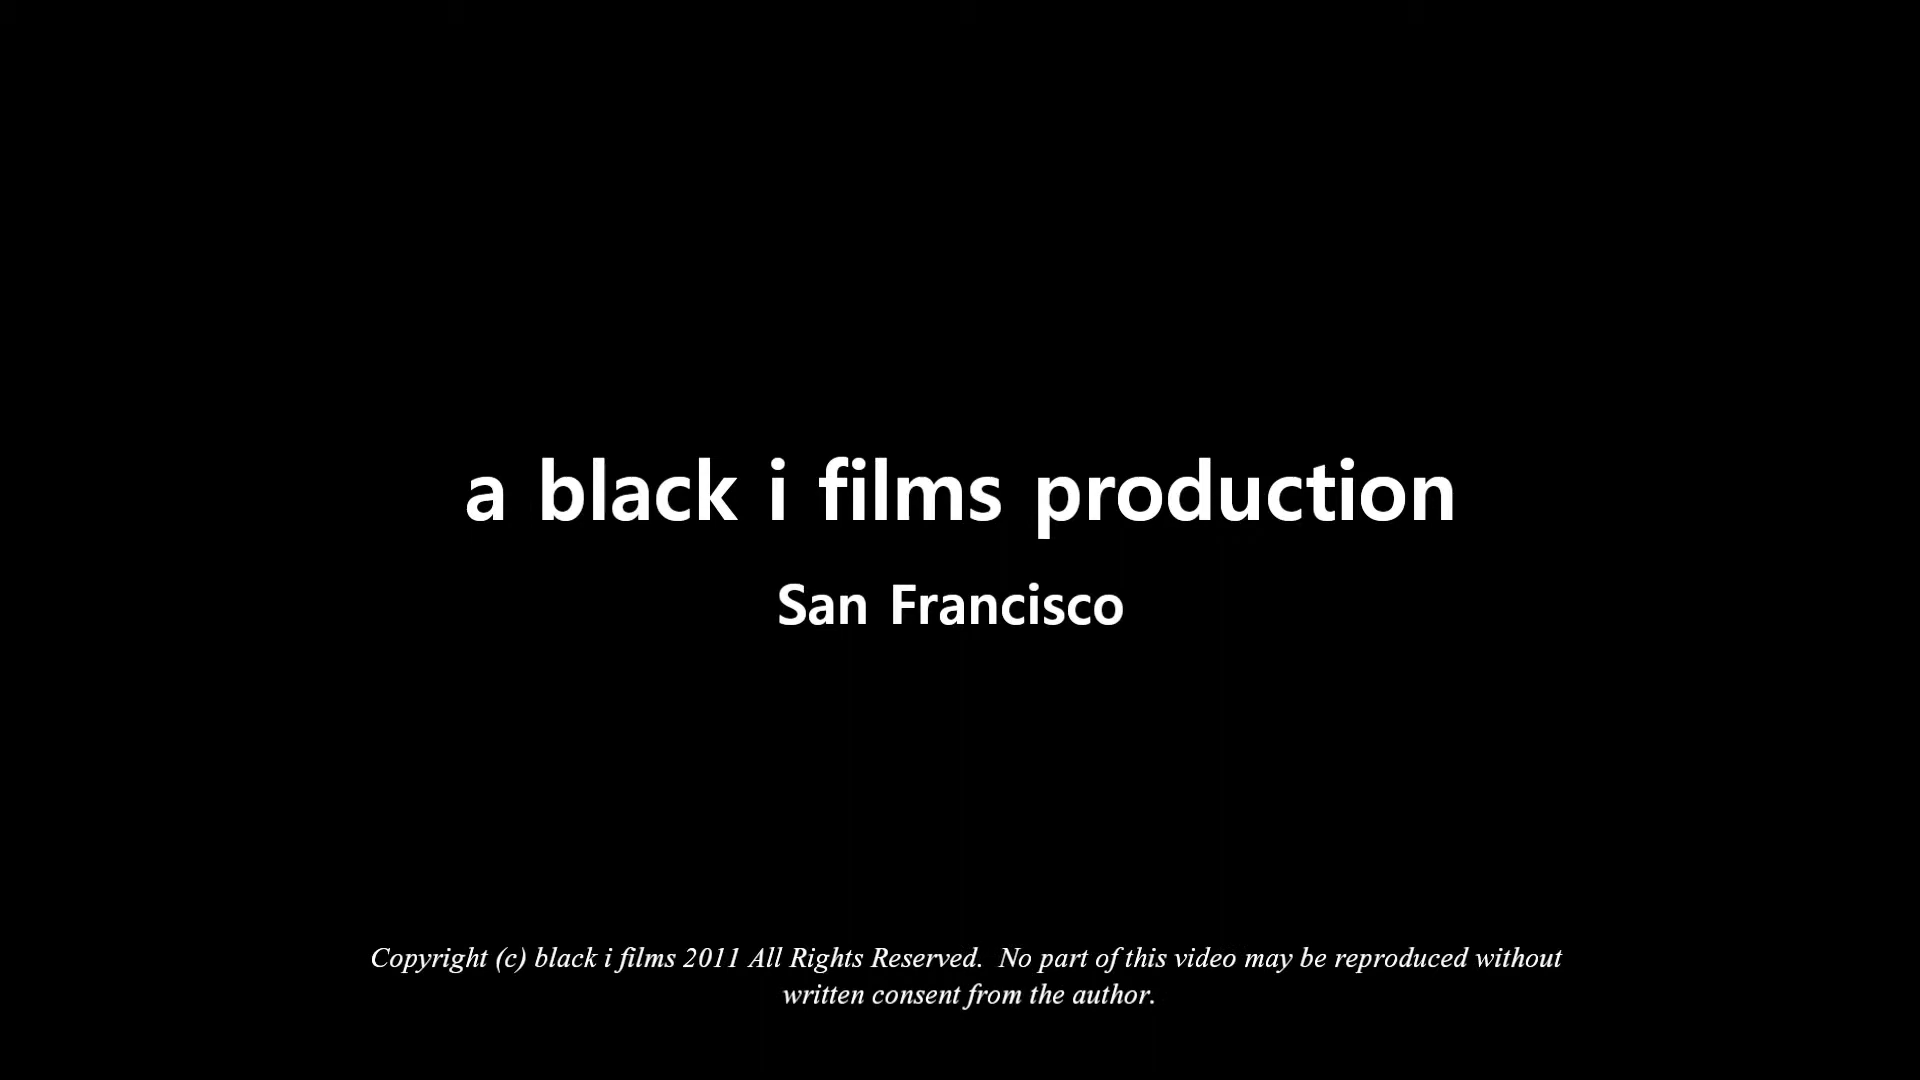 a black i films production
San Francisco
Copyright (c) black i films 2011 All Rights Reserved.  No part of this video may be reproduced without
written consent from the author.